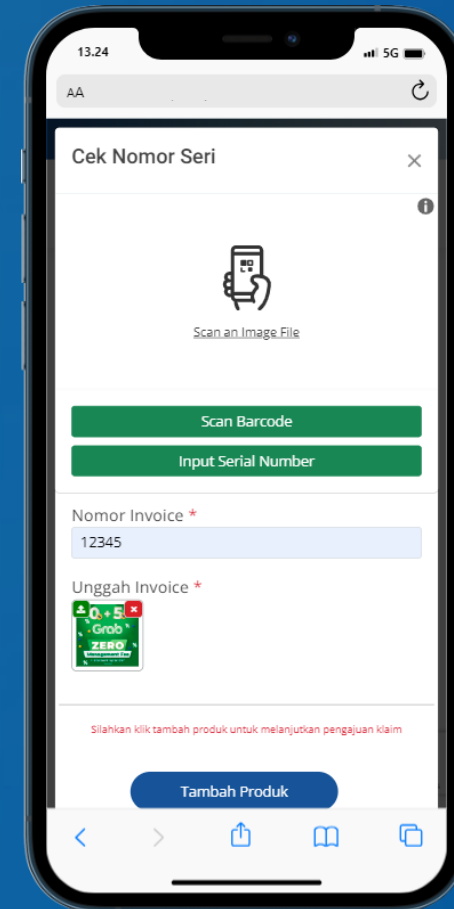 13.24
5G
AA
Cek Nomor Seri
Scan an Image File
Scan Barcode
Input Serial Number
Nomor Invoice *
12345
Unggah Invoice *
Grab
ZERO
Silahkan klik tambah produk untuk melanjutkan pengajuan klaim
Tambah Produk